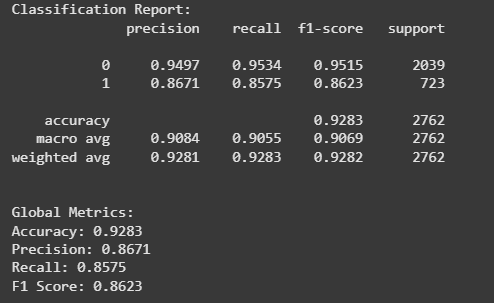 Classification Report:
precision recall f1-score support
0 0.9497 0.9534 0.9515 2039
1 0.8671 0.8575 0.8623 723
accuracy 0.9283 2762
macro avg 0.9084 0.9055 0.9069 2762
weighted avg 0.9281 0.9283 0.9282 2762
Global Metrics:
Accuracy: 0.9283
Precision: 0.8671
Recall: 0.8575
F1 Score: 0.8623